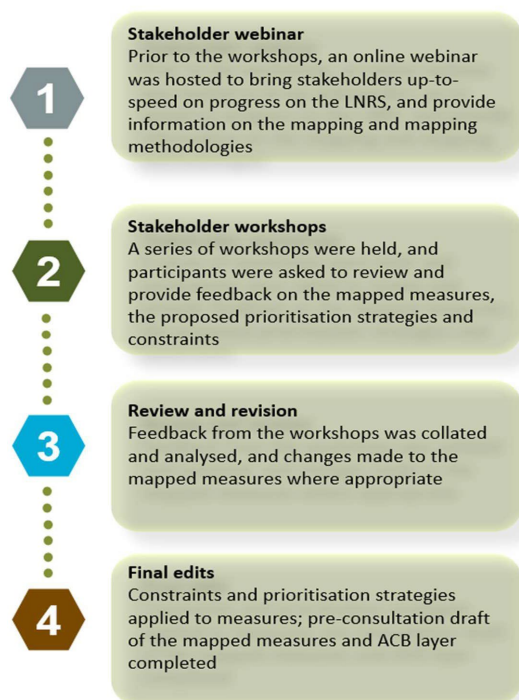 1
Stakeholder webinar
Prior to the workshops, an online webinar
was hosted to bring stakeholders up-to-
speed on progress on the LNRS, and provide
information on the mapping and mapping
methodologies
2
Stakeholder workshops
A series of workshops were held, and
participants were asked to review and
provide feedback on the mapped measures,
the proposed prioritisation strategies and
constraints
3
Review and revision
Feedback from the workshops was collated
and analysed, and changes made to the
mapped measures where appropriate
4
Final edits
Constraints and prioritisation strategies
applied to measures; pre-consultation draft
of the mapped measures and ACB layer
completed